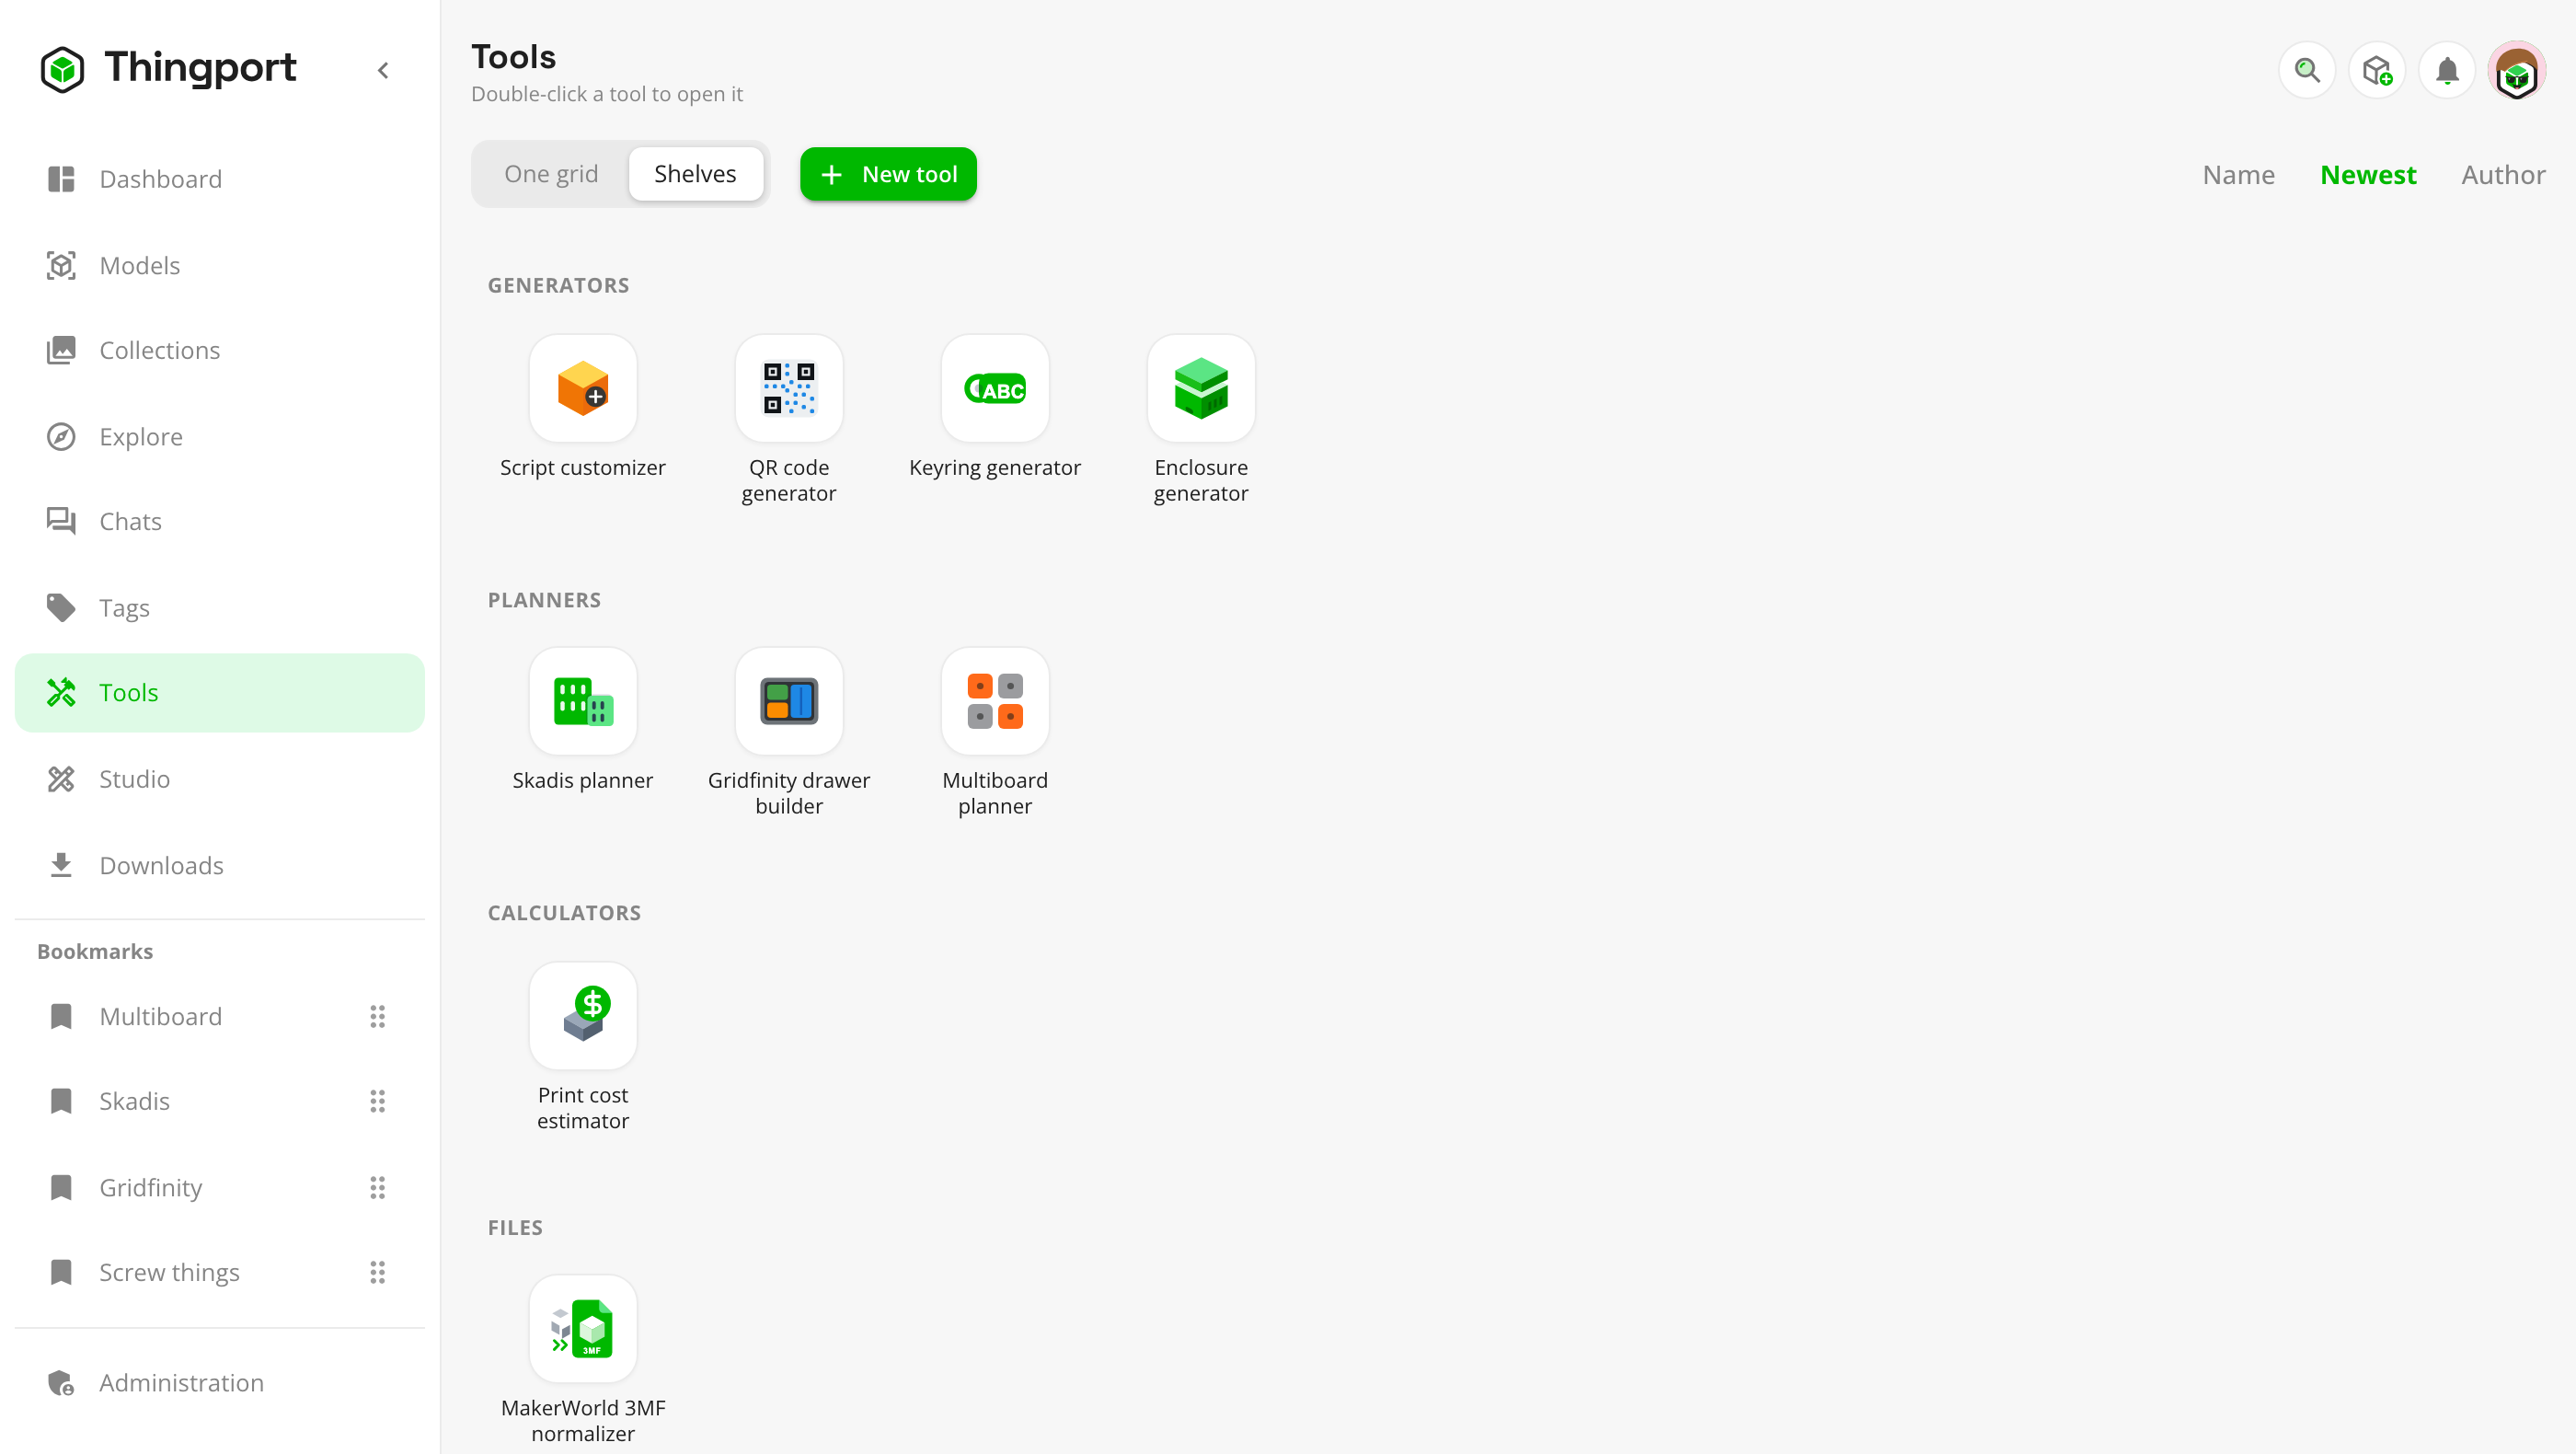 Thingport
Dashboard
Models
Collections
Explore
Chats
Tags
Tools
Studio
Downloads
Bookmarks
Multiboard
Skadis
Gridfinity
Screw things
Administration
Tools
Double-click a tool to open it
One grid
Shelves
+ New tool
Name
Newest
Author
GENERATORS
Script customizer
QR code
generator
ABC
Keyring generator
Enclosure
generator
PLANNERS
Skadis planner
Gridfinity drawer
builder
Multiboard
planner
CALCULATORS
$
Print cost
estimator
FILES
3MF
MakerWorld 3MF
normalizer